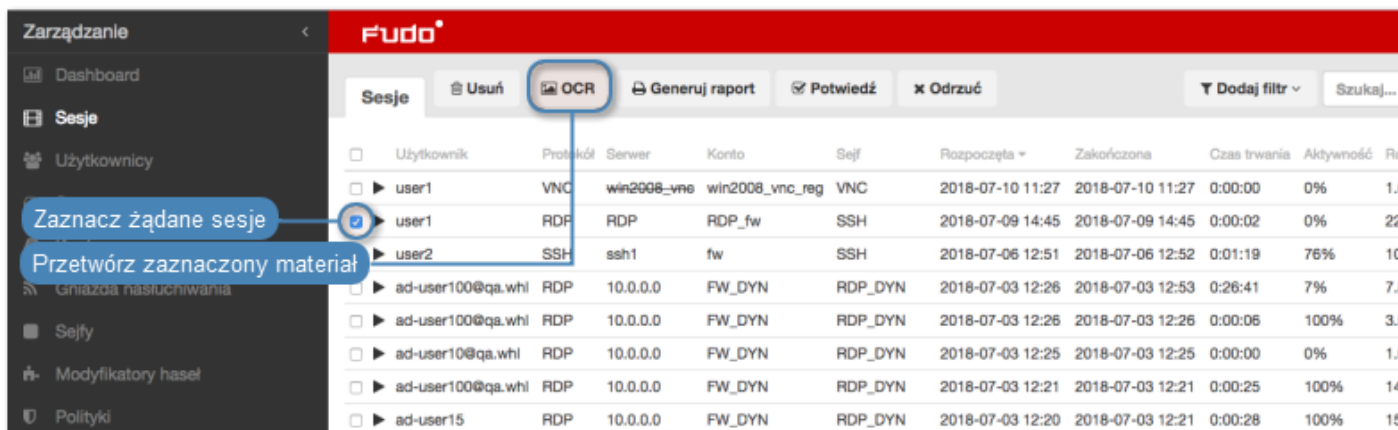 Zarządzanie
Fudo
Dashboard
Sesje
Użytkownicy
Gniazda nasłuchiwania
Sejfy
Modyfikatory haseł
Polityki
Zaznacz żądane sesje
Przetwórz zaznaczony materiał
Sesje Usuń OCR Generuj raport Potwiedź Odrzuć Dodaj filtr Szukaj...
Użytkownik Protokół Serwer Konto Sejf Rozpoczęta Zakończona Czas trwania Aktywność
user1 VNC win2008_vnc win2008_vnc_reg VNC 2018-07-10 11:27 2018-07-10 11:27 0:00:00 0% 1.
user1 RDP RDP RDP_fw SSH 2018-07-09 14:45 2018-07-09 14:45 0:00:02 0% 22
user2 SSH ssh1 fw SSH 2018-07-06 12:51 2018-07-06 12:52 0:01:19 76% 10
ad-user100@qa.whl RDP 10.0.0.0 FW_DYN RDP_DYN 2018-07-03 12:26 2018-07-03 12:53 0:26:41 7% 7.
ad-user100@qa.whl RDP 10.0.0.0 FW_DYN RDP_DYN 2018-07-03 12:26 2018-07-03 12:26 0:00:06 100% 3.
ad-user10@qa.whl RDP 10.0.0.0 FW_DYN RDP_DYN 2018-07-03 12:25 2018-07-03 12:25 0:00:00 0% 1.
ad-user100@qa.whl RDP 10.0.0.0 FW_DYN RDP_DYN 2018-07-03 12:21 2018-07-03 12:21 0:00:25 100% 14
ad-user15 RDP 10.0.0.0 FW_DYN RDP_DYN 2018-07-03 12:20 2018-07-03 12:21 0:00:28 100% 15